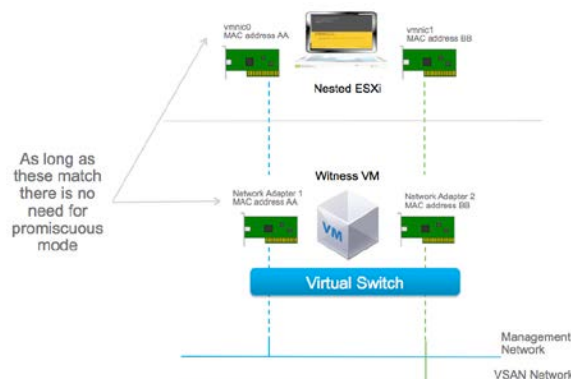 vmnic0
MAC address AA
vmnic1
MAC address BB
Nested ESXi
As long as
these match
there is no
need for
promiscuous
mode
Witness VM
Network Adapter 1
MAC address AA
Network Adapter 2
MAC address BB
VM
Virtual Switch
Management
Network
VSAN Network